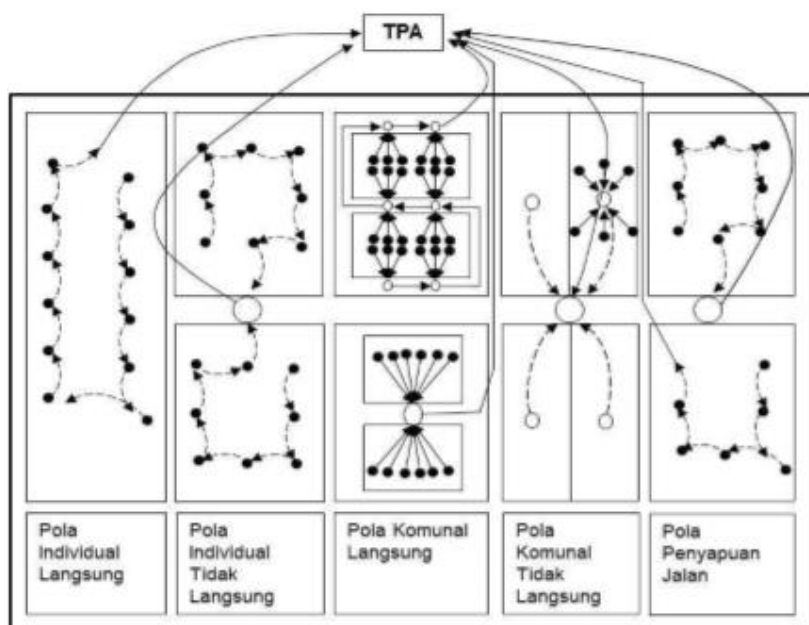 TPA
Pola
Individual
Langsung
Pola
Individual
Tidak
Langsung
Pola Komunal
Langsung
Pola
Komunal
Tidak
Langsung
Pola
Penyapuan
Jalan